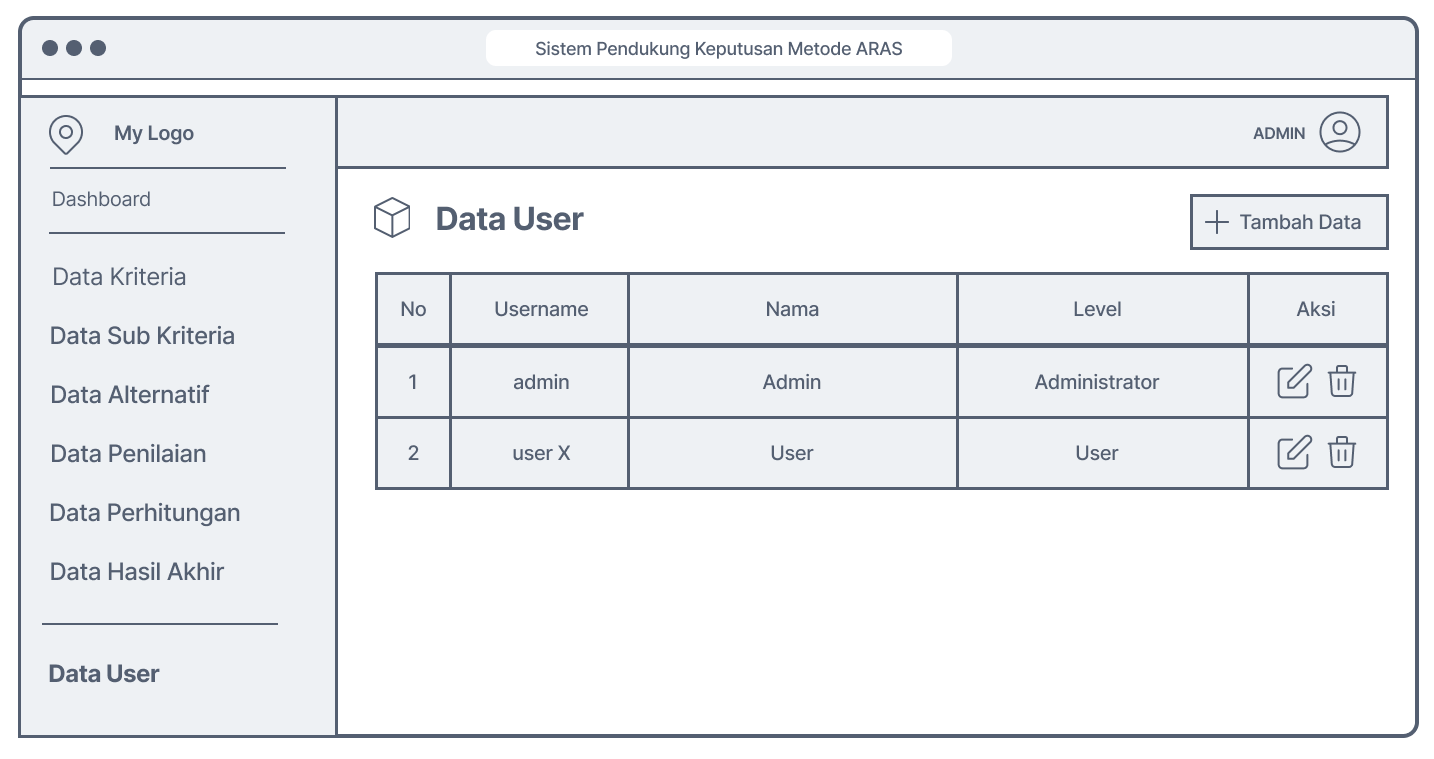 Sistem Pendukung Keputusan Metode ARAS
My Logo
ADMIN
Dashboard
Data Kriteria
Data Sub Kriteria
Data Alternatif
Data Penilaian
Data Perhitungan
Data Hasil Akhir
Data User
Data User
Tambah Data
No Username Nama Level Aksi
1 admin Admin Administrator
2 user X User User